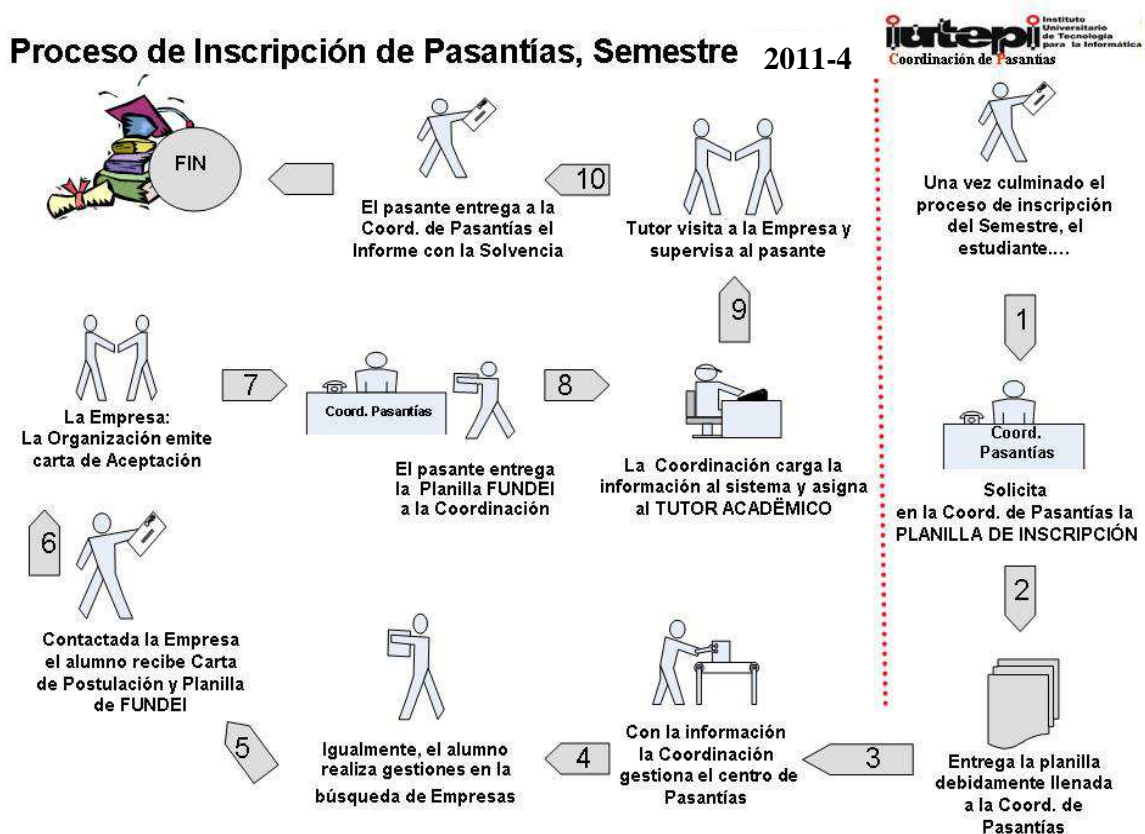 Proceso de Inscripción de Pasantías, Semestre 2011-4
iutepi
Instituto
Universitario
de Tecnología
para la Informática
Coordinación de Pasantías
Una vez culminado el
proceso de inscripción
del Semestre, el
estudiante....
1
Coord.
Pasantías
Solicita
en la Coord. de Pasantías la
PLANILLA DE INSCRIPCIÓN
2
Entrega la planilla
debidamente llenada
a la Coord. de
Pasantías
3
Con la información
la Coordinación
gestiona el centro de
Pasantías
4
Igualmente, el alumno
realiza gestiones en la
búsqueda de Empresas
5
Contactada la Empresa
el alumno recibe Carta
de Postulación y Planilla
de FUNDEI
6
La Empresa:
La Organización emite
carta de Aceptación
7
Coord. Pasantías
El pasante entrega
la Planilla FUNDEI
a la Coordinación
8
La Coordinación carga la
información al sistema y asigna
al TUTOR ACADËMICO
9
Tutor visita a la Empresa y
supervisa al pasante
10
El pasante entrega a la
Coord. de Pasantías el
Informe con la Solvencia
FIN